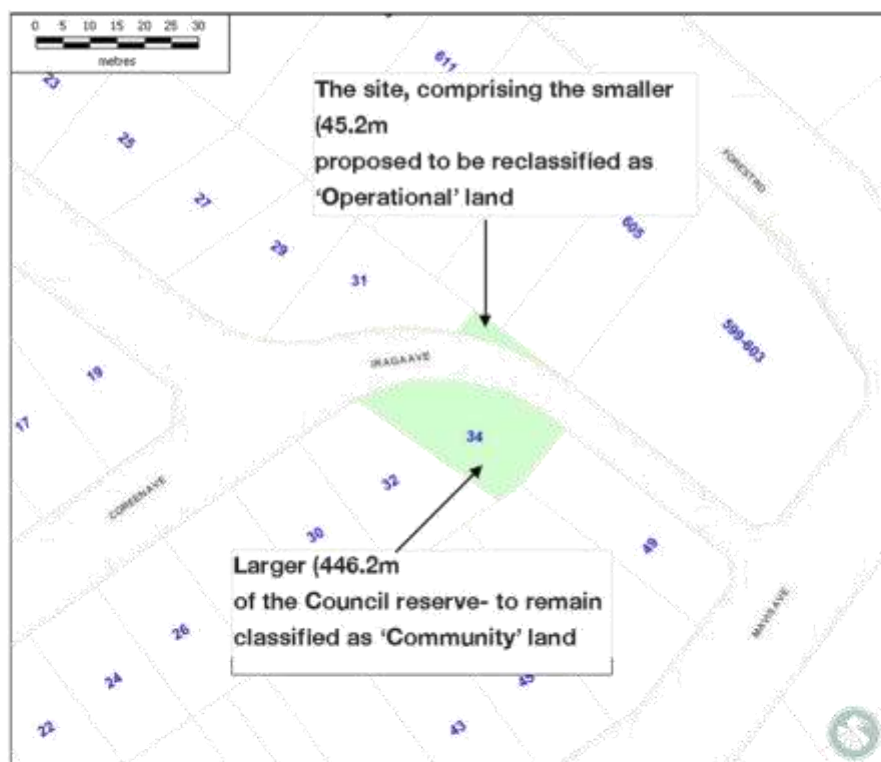 0 5 10 15 20 25 30
metres
611
23
The site, comprising the smaller
(45.2m
proposed to be reclassified as
‘Operational’ land
25
FOREST RD
27
605
29
31
599-603
IRAGA AVE
19
17
34
32
COREEN AVE
30
49
Larger (446.2m
of the Council reserve- to remain
classified as ‘Community’ land
MAVIS AVE
26
24
45
22
43